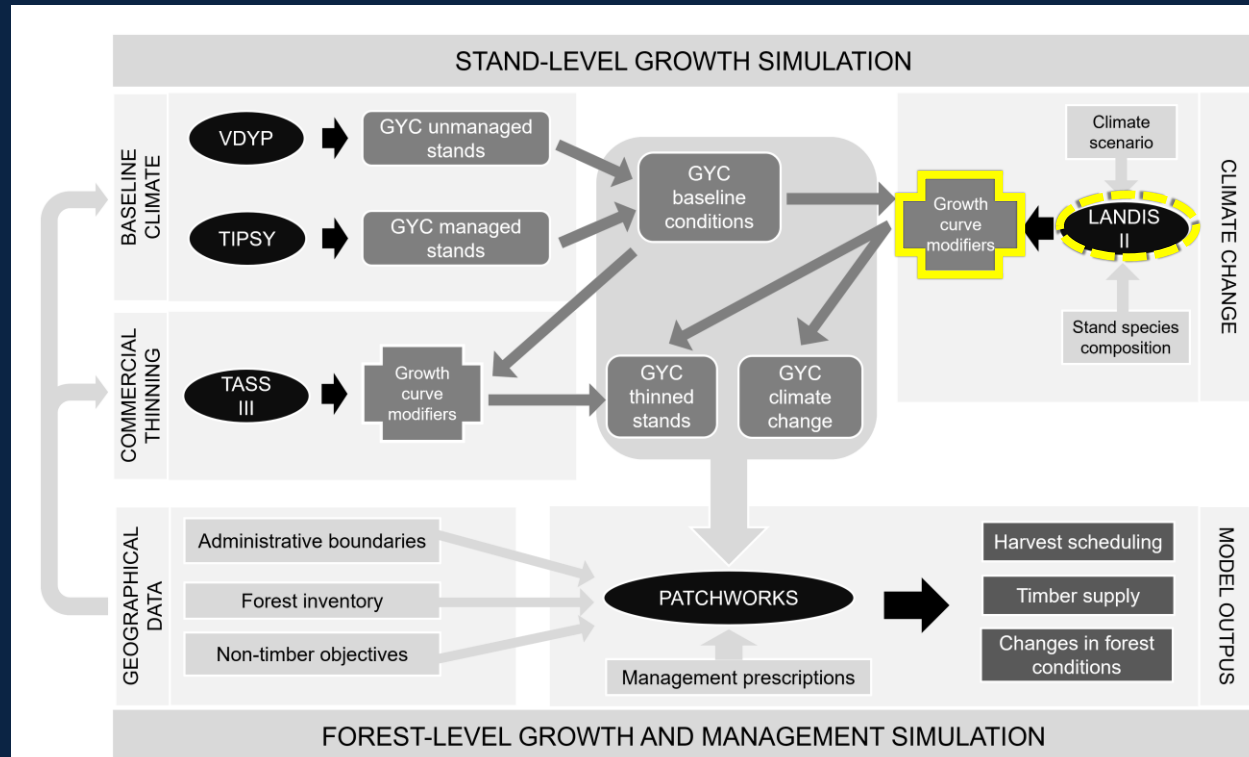 STAND-LEVEL GROWTH SIMULATION
BASELINE
CLIMATE
VDYP
GYC unmanaged
stands
TIPSY
GYC managed
stands
GYC
baseline
conditions
Growth
curve
modifiers
Climate
scenario
LANDIS
II
Stand species
composition
CLIMATE CHANGE
COMMERCIAL
THINNING
TASS
III
Growth
curve
modifiers
GYC
thinned
stands
GYC
climate
change
GEOGRAPHICAL
DATA
Administrative boundaries
Forest inventory
Non-timber objectives
PATCHWORKS
Management prescriptions
Harvest scheduling
Timber supply
Changes in forest
conditions
MODEL OUTPUS
FOREST-LEVEL GROWTH AND MANAGEMENT SIMULATION